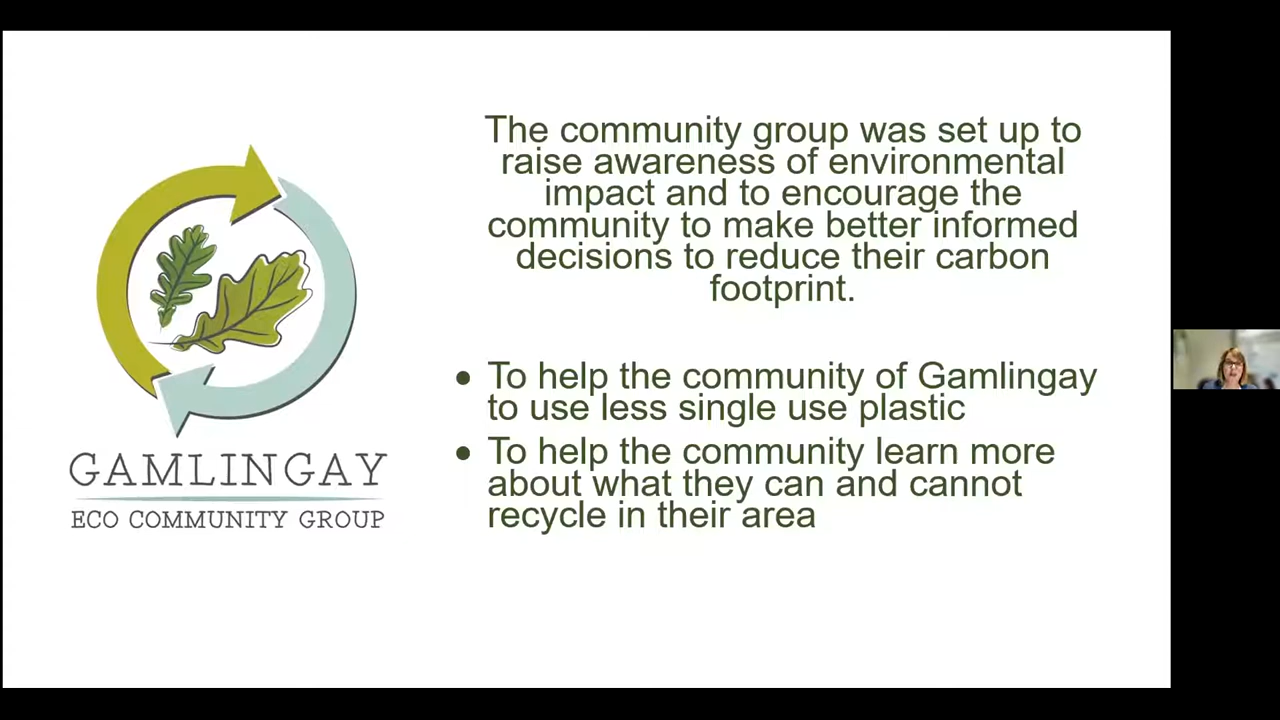 The community group was set up to
raise awareness of environmental
impact and to encourage the
community to make better informed
decisions to reduce their carbon
footprint.
• To help the community of Gamlingay
to use less single use plastic
• To help the community learn more
about what they can and cannot
recycle in their area
GAMLINGAY
ECO COMMUNITY GROUP